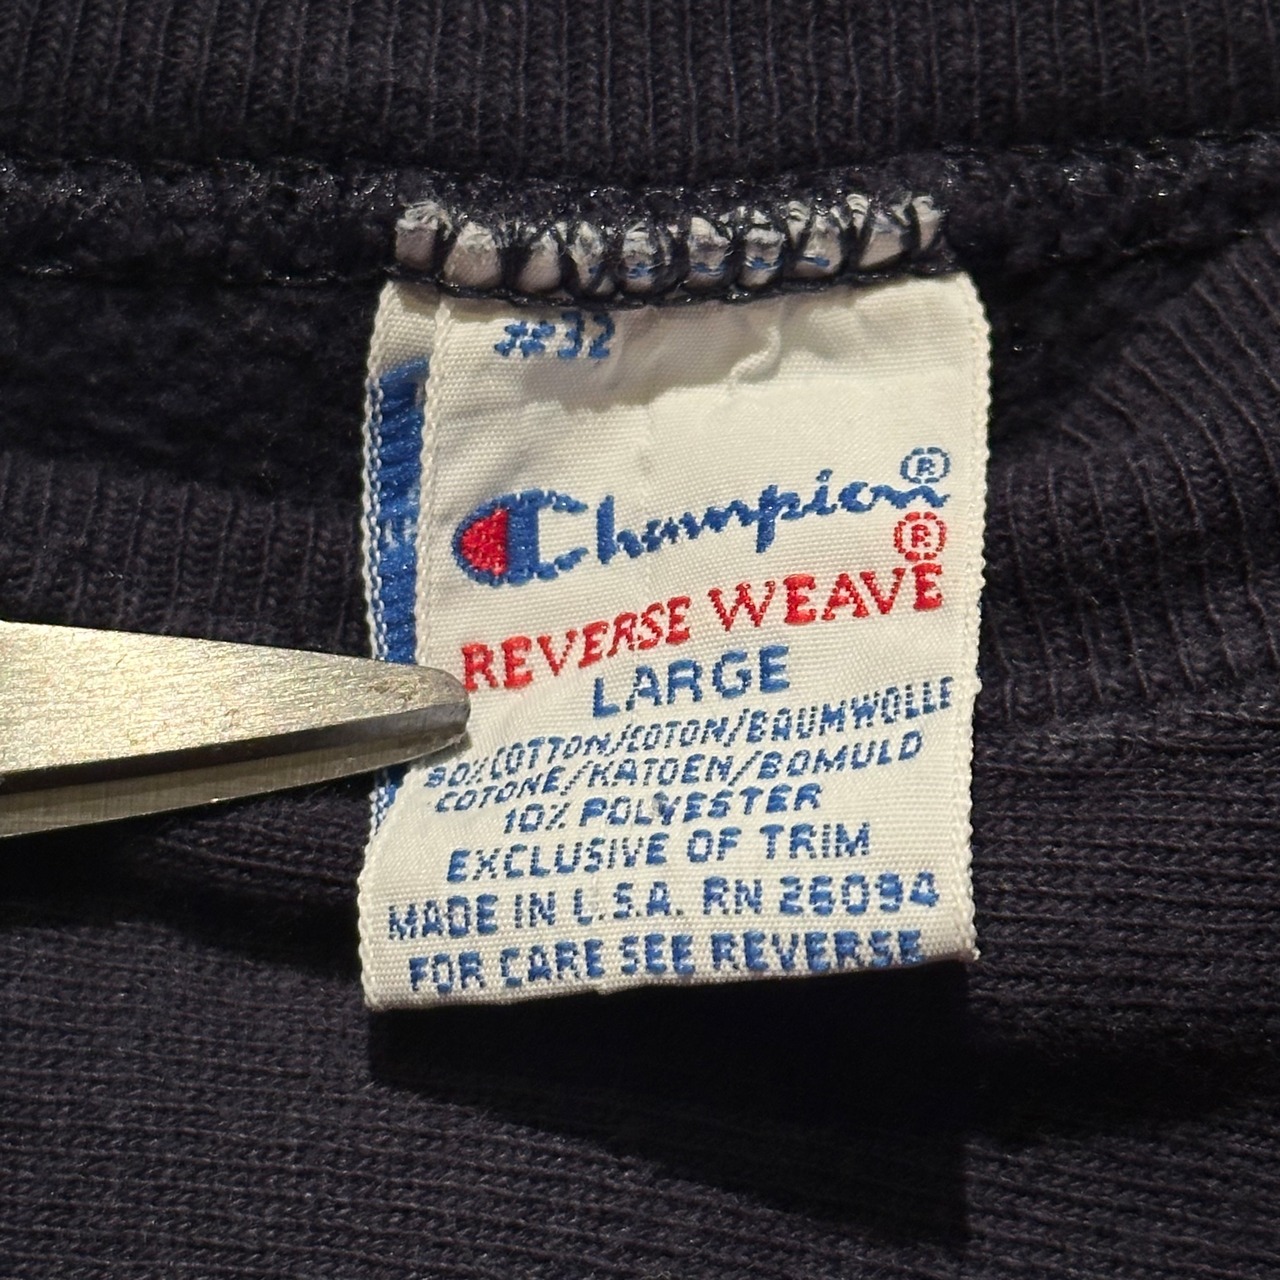 #32
Champion®
®
REVERSE WEAVE
LARGE
90% COTTON/COTON/BAUMWOLLE
COTONE/KATOEN/BOMULD
10% POLYESTER
EXCLUSIVE OF TRIM
MADE IN U.S.A. RN 26094
FOR CARE SEE REVERSE